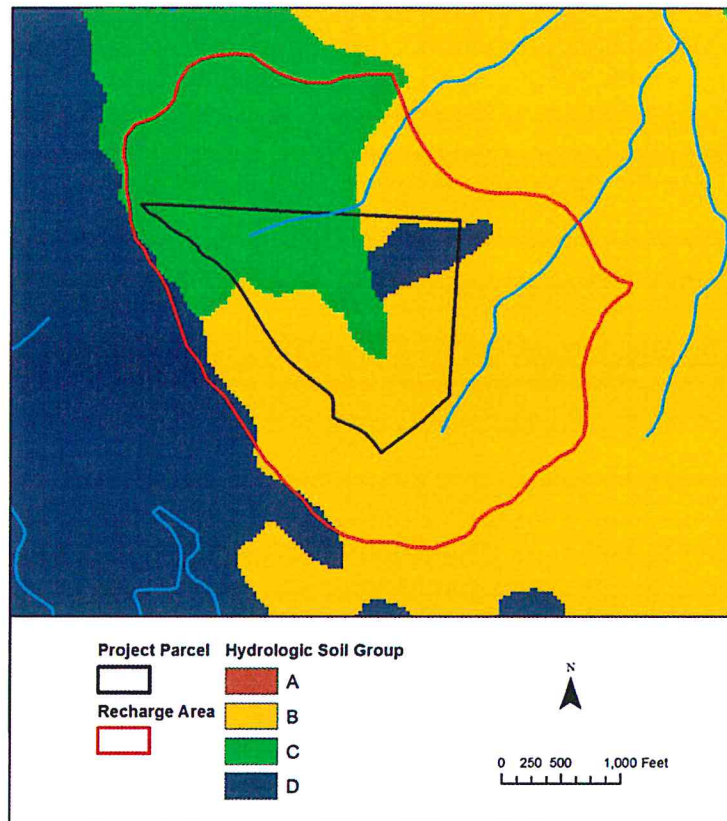 Project Parcel
Hydrologic Soil Group
A
Recharge Area
B
C
D
N
0 250 500 1,000 Feet